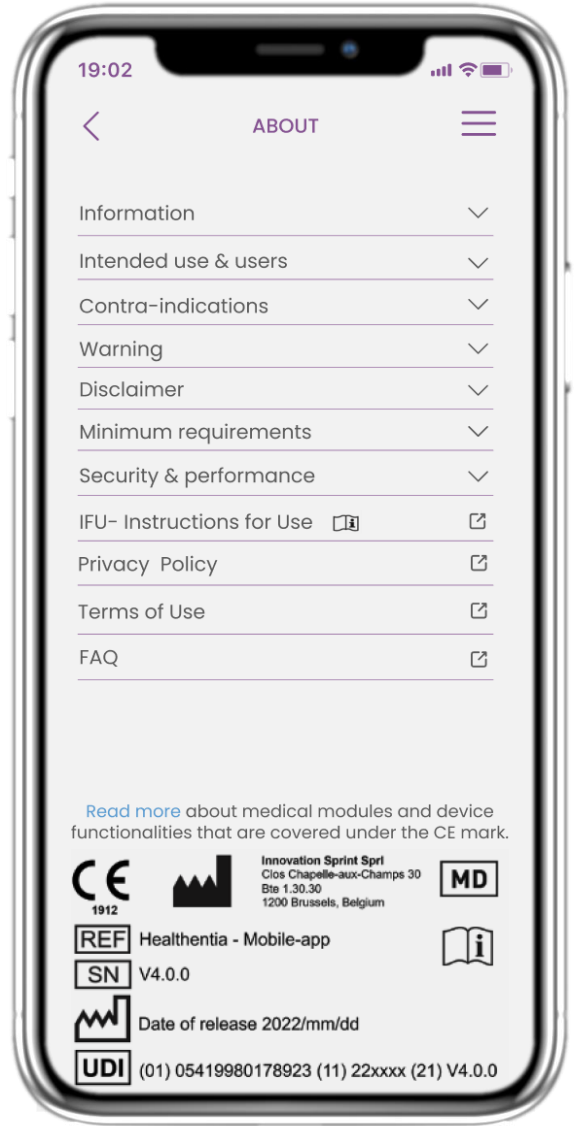 19:02
ABOUT
Information
Intended use & users
Contra-indications
Warning
Disclaimer
Minimum requirements
Security & performance
IFU- Instructions for Use
Privacy Policy
Terms of Use
FAQ
Read more about medical modules and device
functionalities that are covered under the CE mark.
CE
1912
Innovation Sprint Sprl
Clos Chapelle-aux-Champs 30
Bte 1.30.30
1200 Brussels, Belgium
MD
REF Healthentia - Mobile-app
SN V4.0.0
Date of release 2022/mm/dd
UDI (01) 05419980178923 (11) 22xxxx (21) V4.0.0